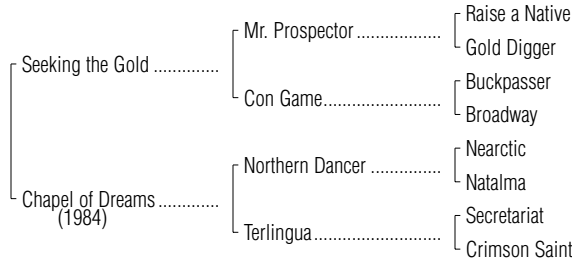 Raise a Native
Mr. Prospector ..................
Gold Digger
Seeking the Gold .............
Buckpasser
Con Game.........................
Broadway
Nearctic
Northern Dancer ...............
Natalma
Chapel of Dreams .............
(1984)
Secretariat
Terlingua...........................
Crimson Saint